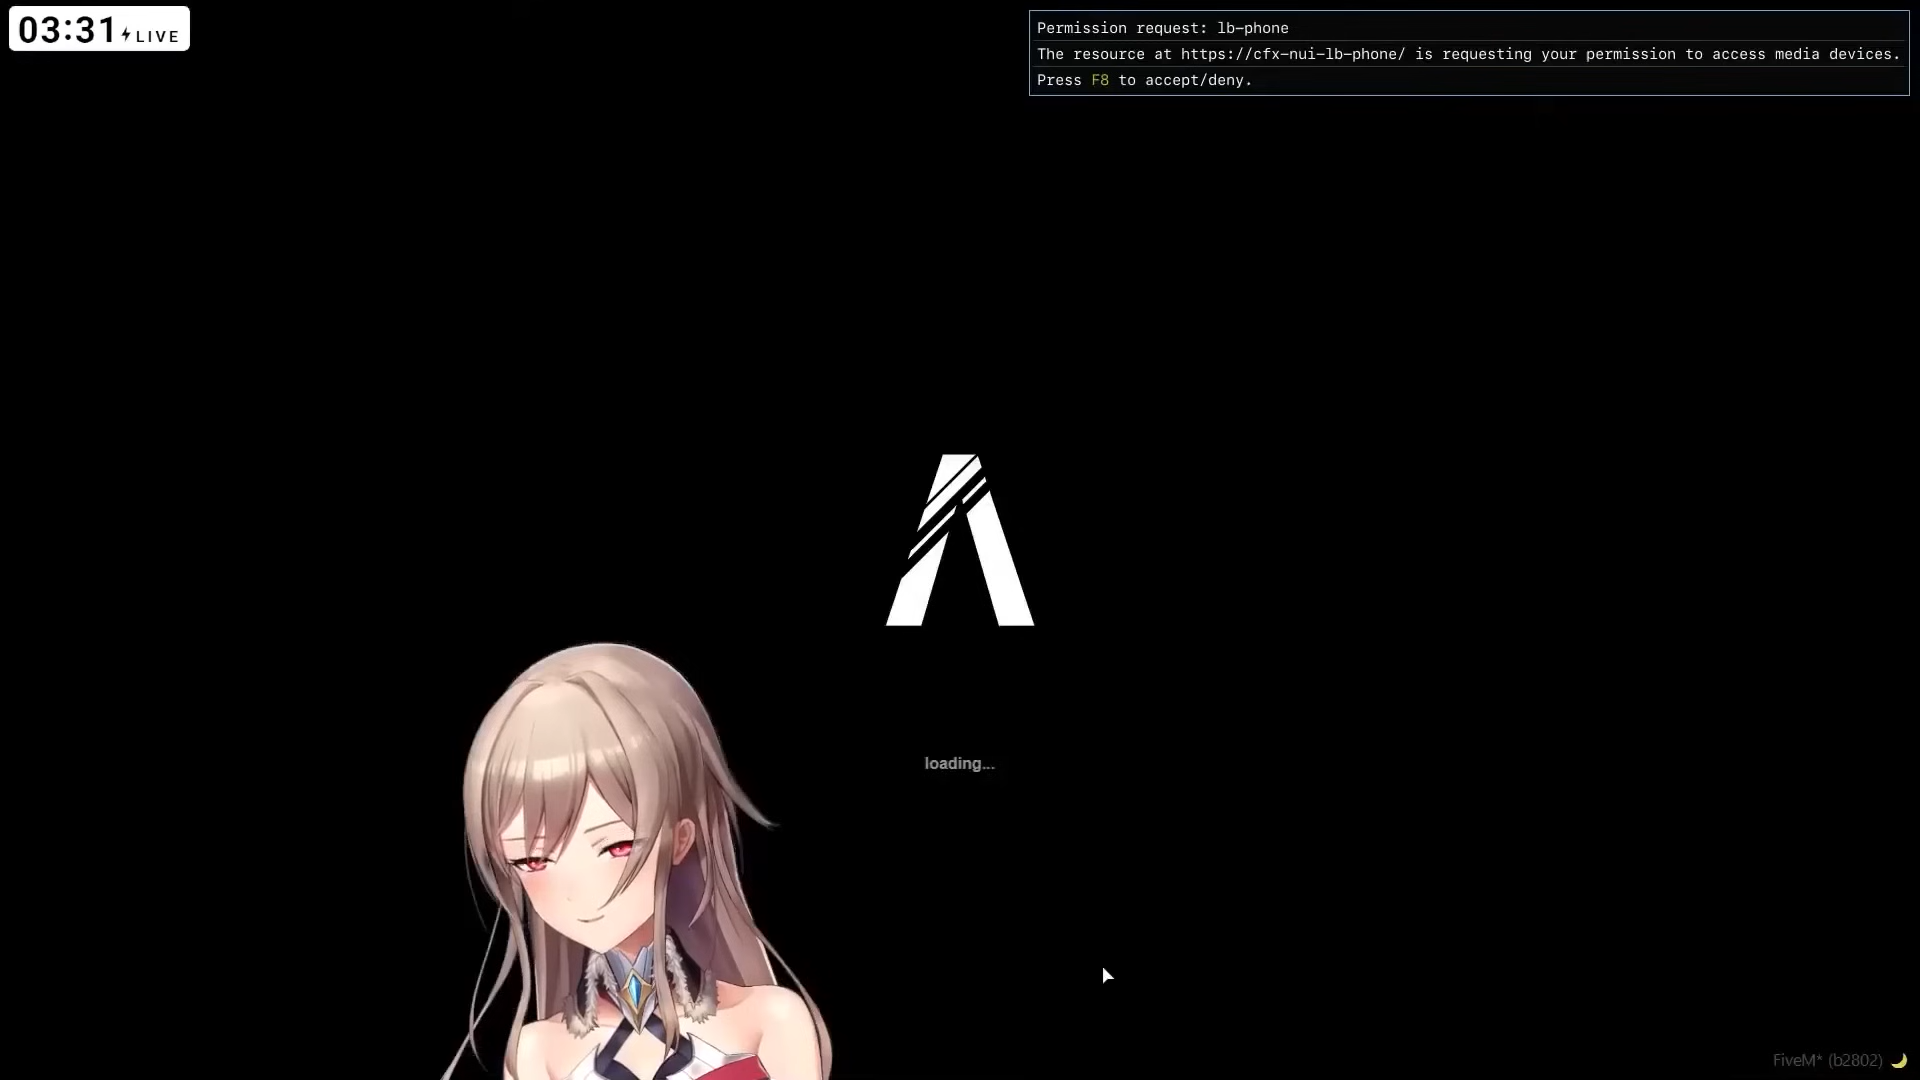 03:31 LIVE
Permission request: lb-phone
The resource at https://cfx-nui-lb-phone/ is requesting your permission to access media devices.
Press F8 to accept/deny.
loading...
FiveM* (b2802)